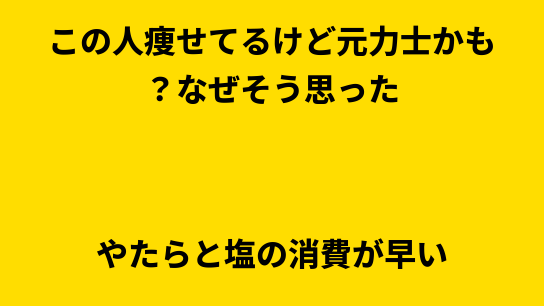 この人痩せてるけど元力士かも
？なぜそう思った
やたらと塩の消費が早い